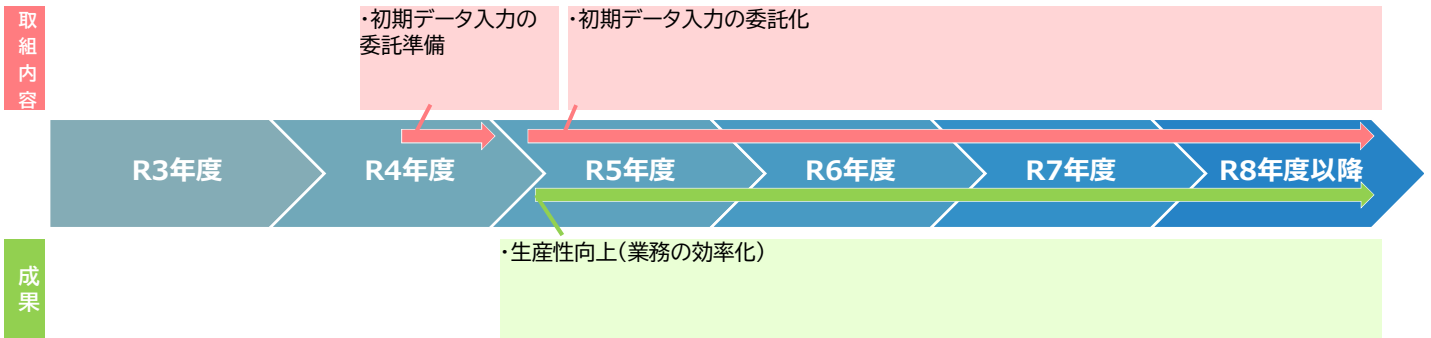 取組内容
・初期データ入力の
委託準備
・初期データ入力の委託化
R3年度
R4年度
R5年度
R6年度
R7年度
R8年度以降
成果
・生産性向上（業務の効率化）